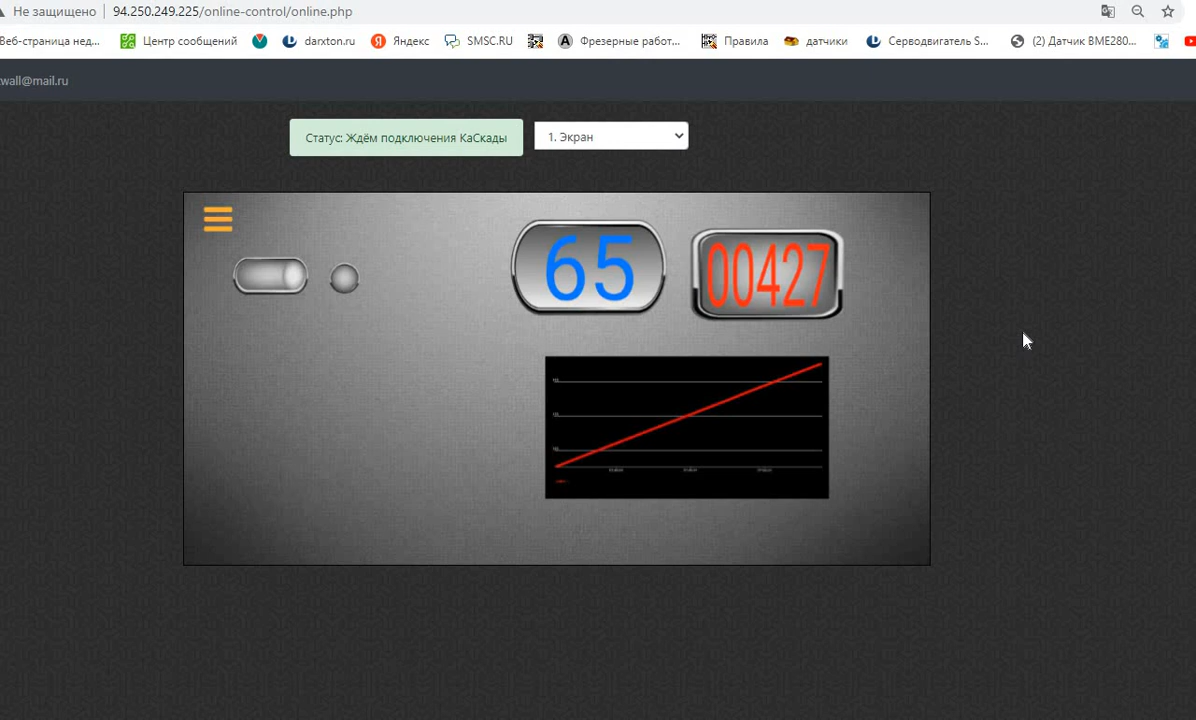 Не защищено 94.250.249.225/online-control/online.php
Веб-страница нед... Центр сообщений darxton.ru Яндекс SMSC.RU Фрезерные работ... Правила датчики Серводвигатель S... (2) Датчик BME280...
wall@mail.ru
Статус: Ждём подключения КаСкады 1. Экран
65 00427